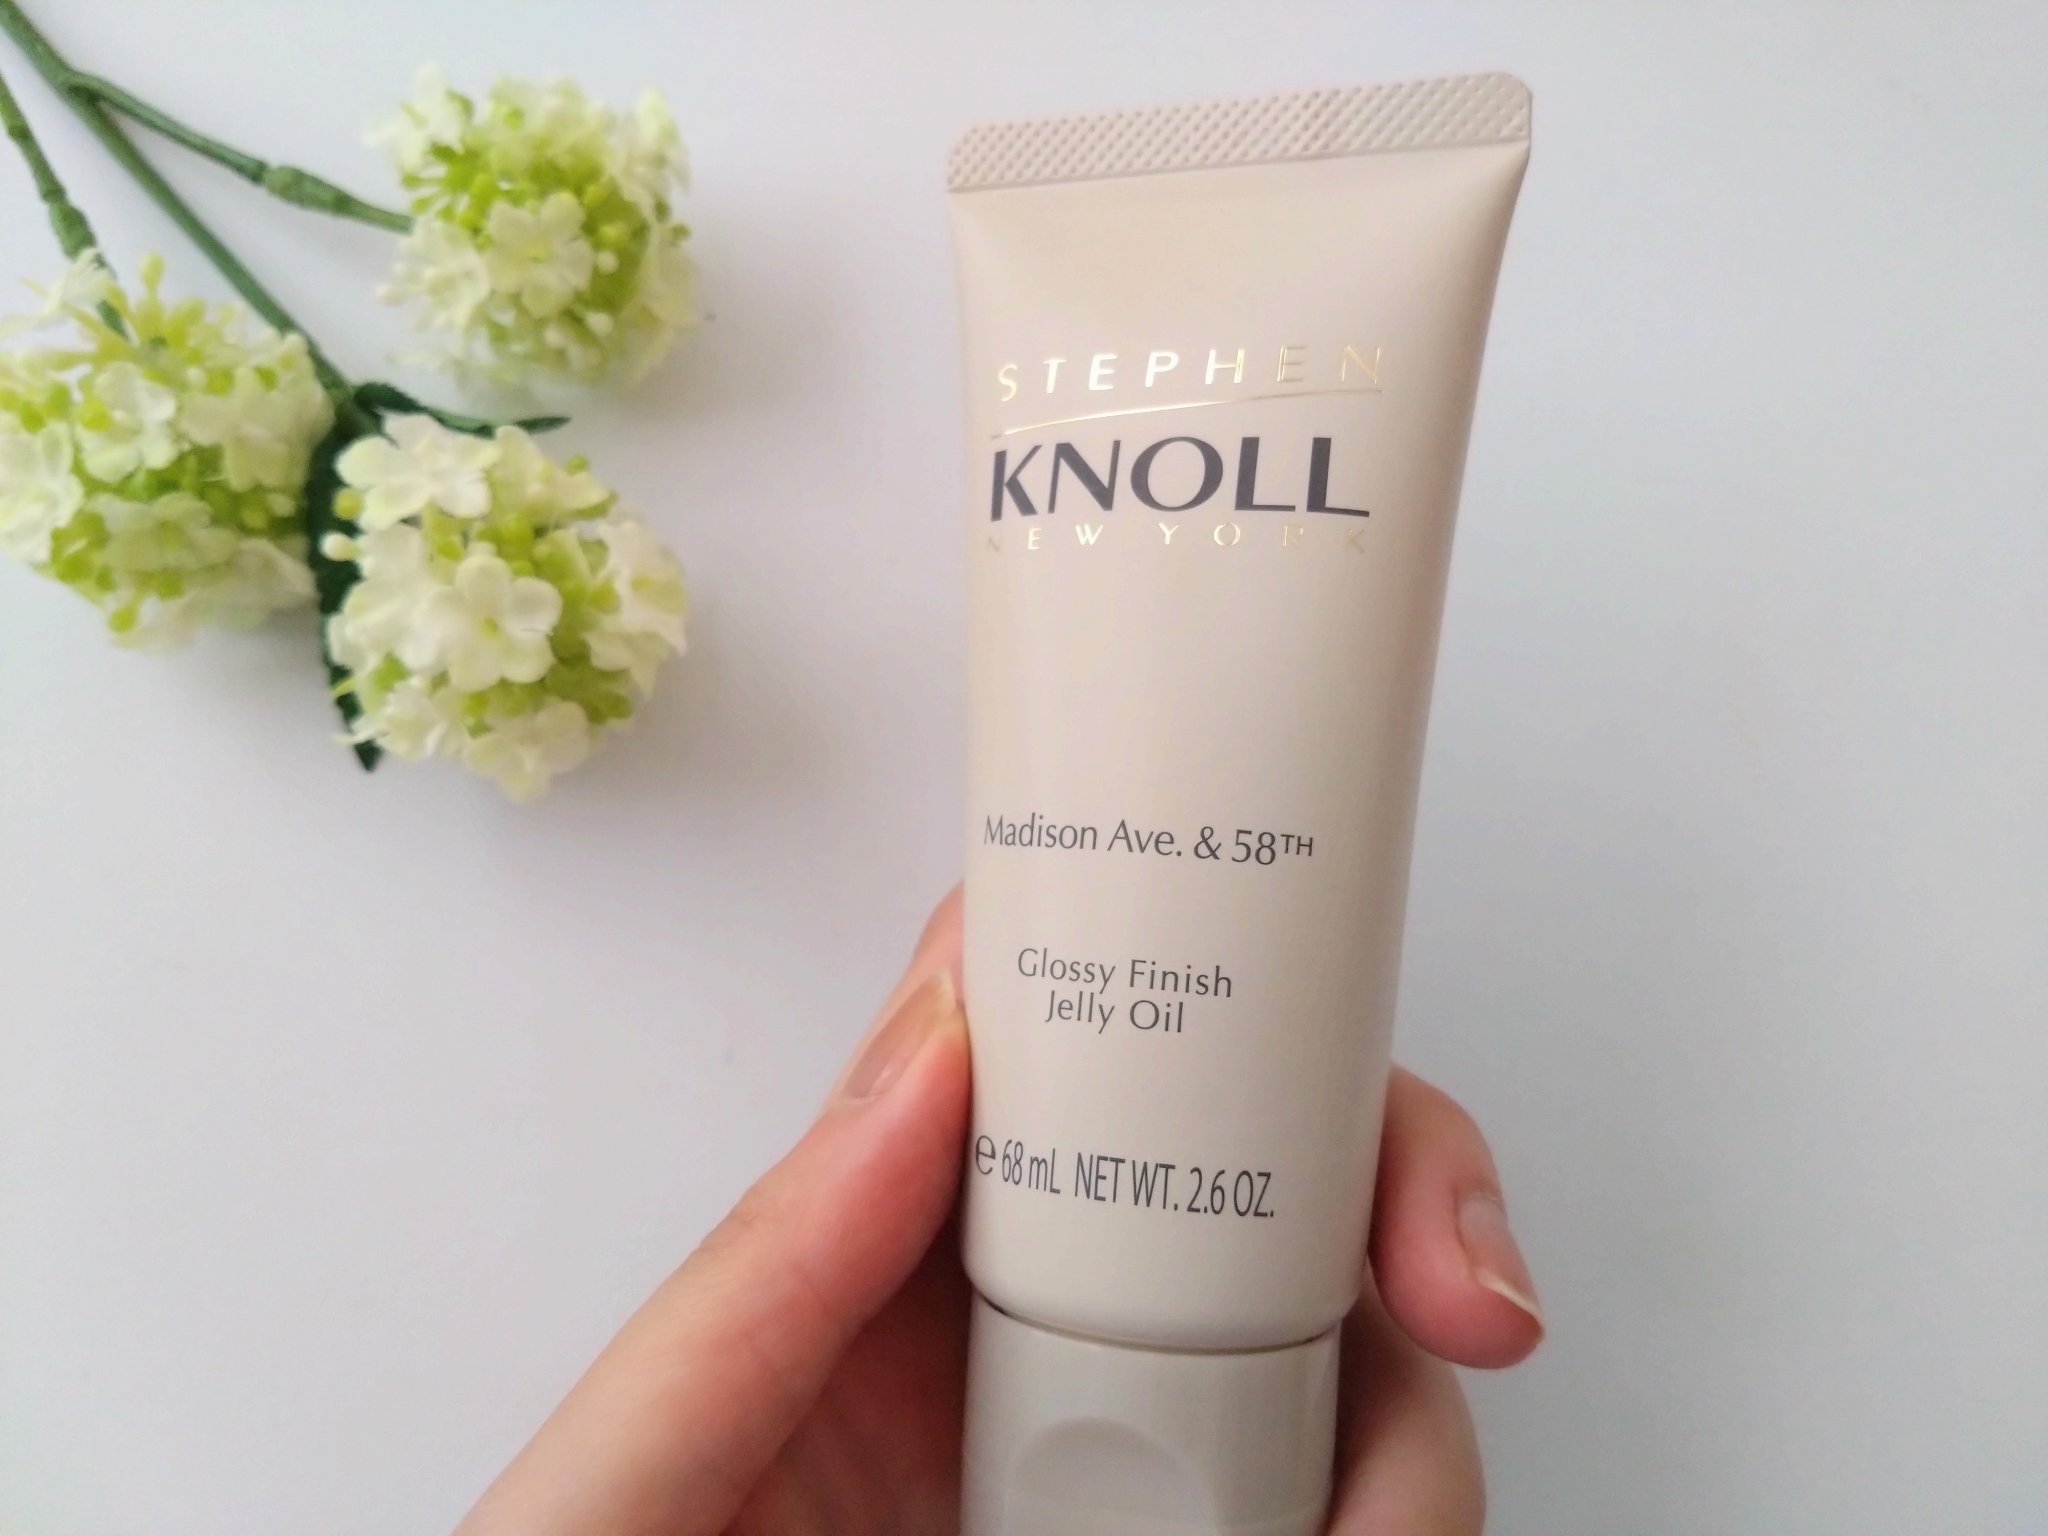 STEPHEN
KNOLL
NEW YORK
Madison Ave. & 58TH
Glossy Finish
Jelly Oil
℮ 68 mL NET WT. 2.6 OZ.